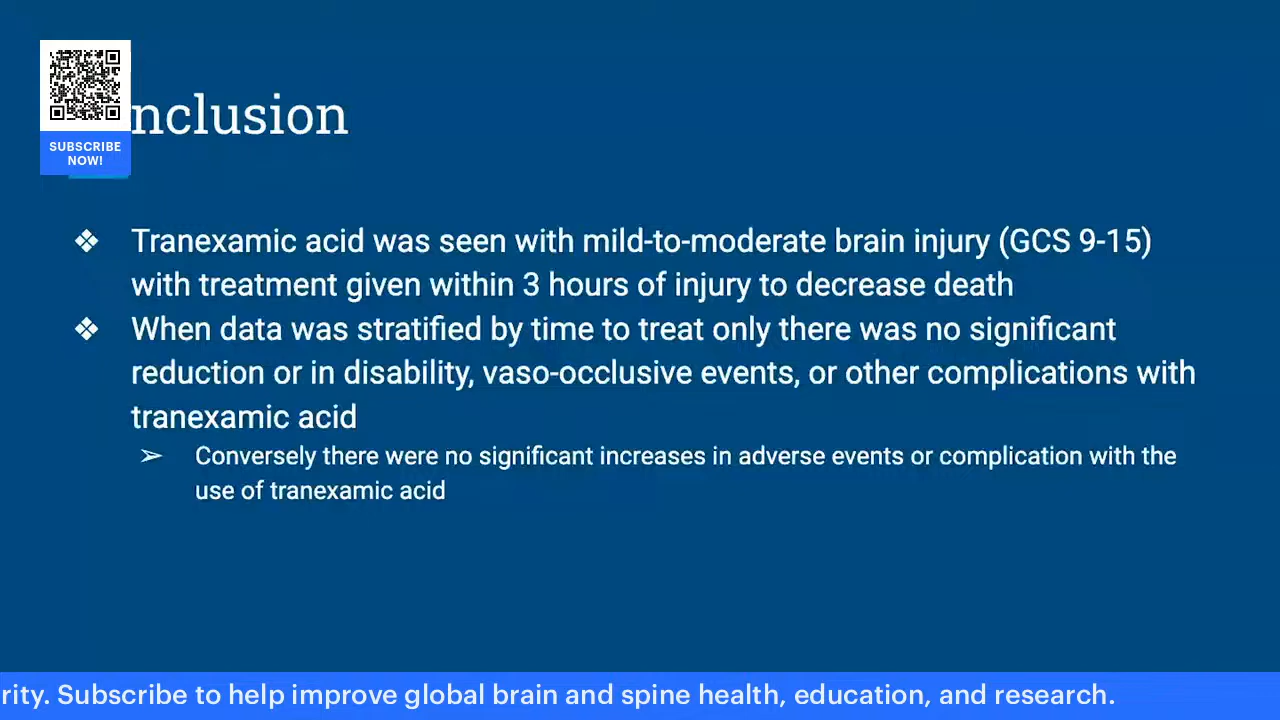 nclusion
SUBSCRIBE
NOW!
❖ Tranexamic acid was seen with mild-to-moderate brain injury (GCS 9-15)
with treatment given within 3 hours of injury to decrease death
❖ When data was stratified by time to treat only there was no significant
reduction or in disability, vaso-occlusive events, or other complications with
tranexamic acid
➢ Conversely there were no significant increases in adverse events or complication with the
use of tranexamic acid
rity. Subscribe to help improve global brain and spine health, education, and research.